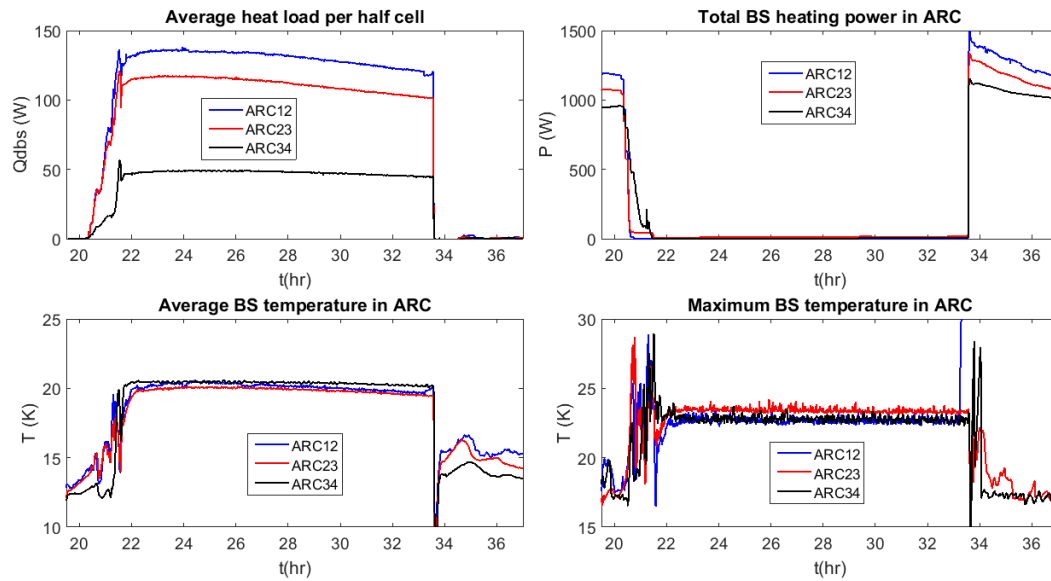 Average heat load per half cell
150
100
50
0
Qdbs (W)
ARC12
ARC23
ARC34
20 22 24 26 28 30 32 34 36
t(hr)
Total BS heating power in ARC
1500
1000
500
0
P (W)
ARC12
ARC23
ARC34
20 22 24 26 28 30 32 34 36
t(hr)
Average BS temperature in ARC
25
20
15
10
T (K)
ARC12
ARC23
ARC34
20 22 24 26 28 30 32 34 36
t(hr)
Maximum BS temperature in ARC
30
25
20
15
T (K)
ARC12
ARC23
ARC34
20 22 24 26 28 30 32 34 36
t(hr)